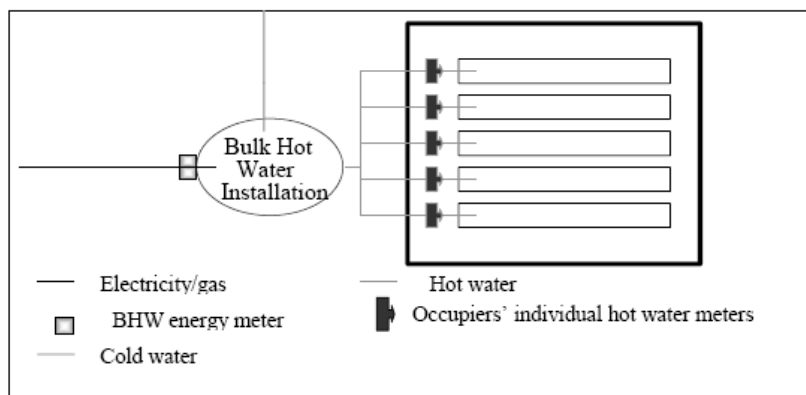 Bulk Hot
Water
Installation
Electricity/gas
Hot water
BHW energy meter
Occupiers’ individual hot water meters
Cold water